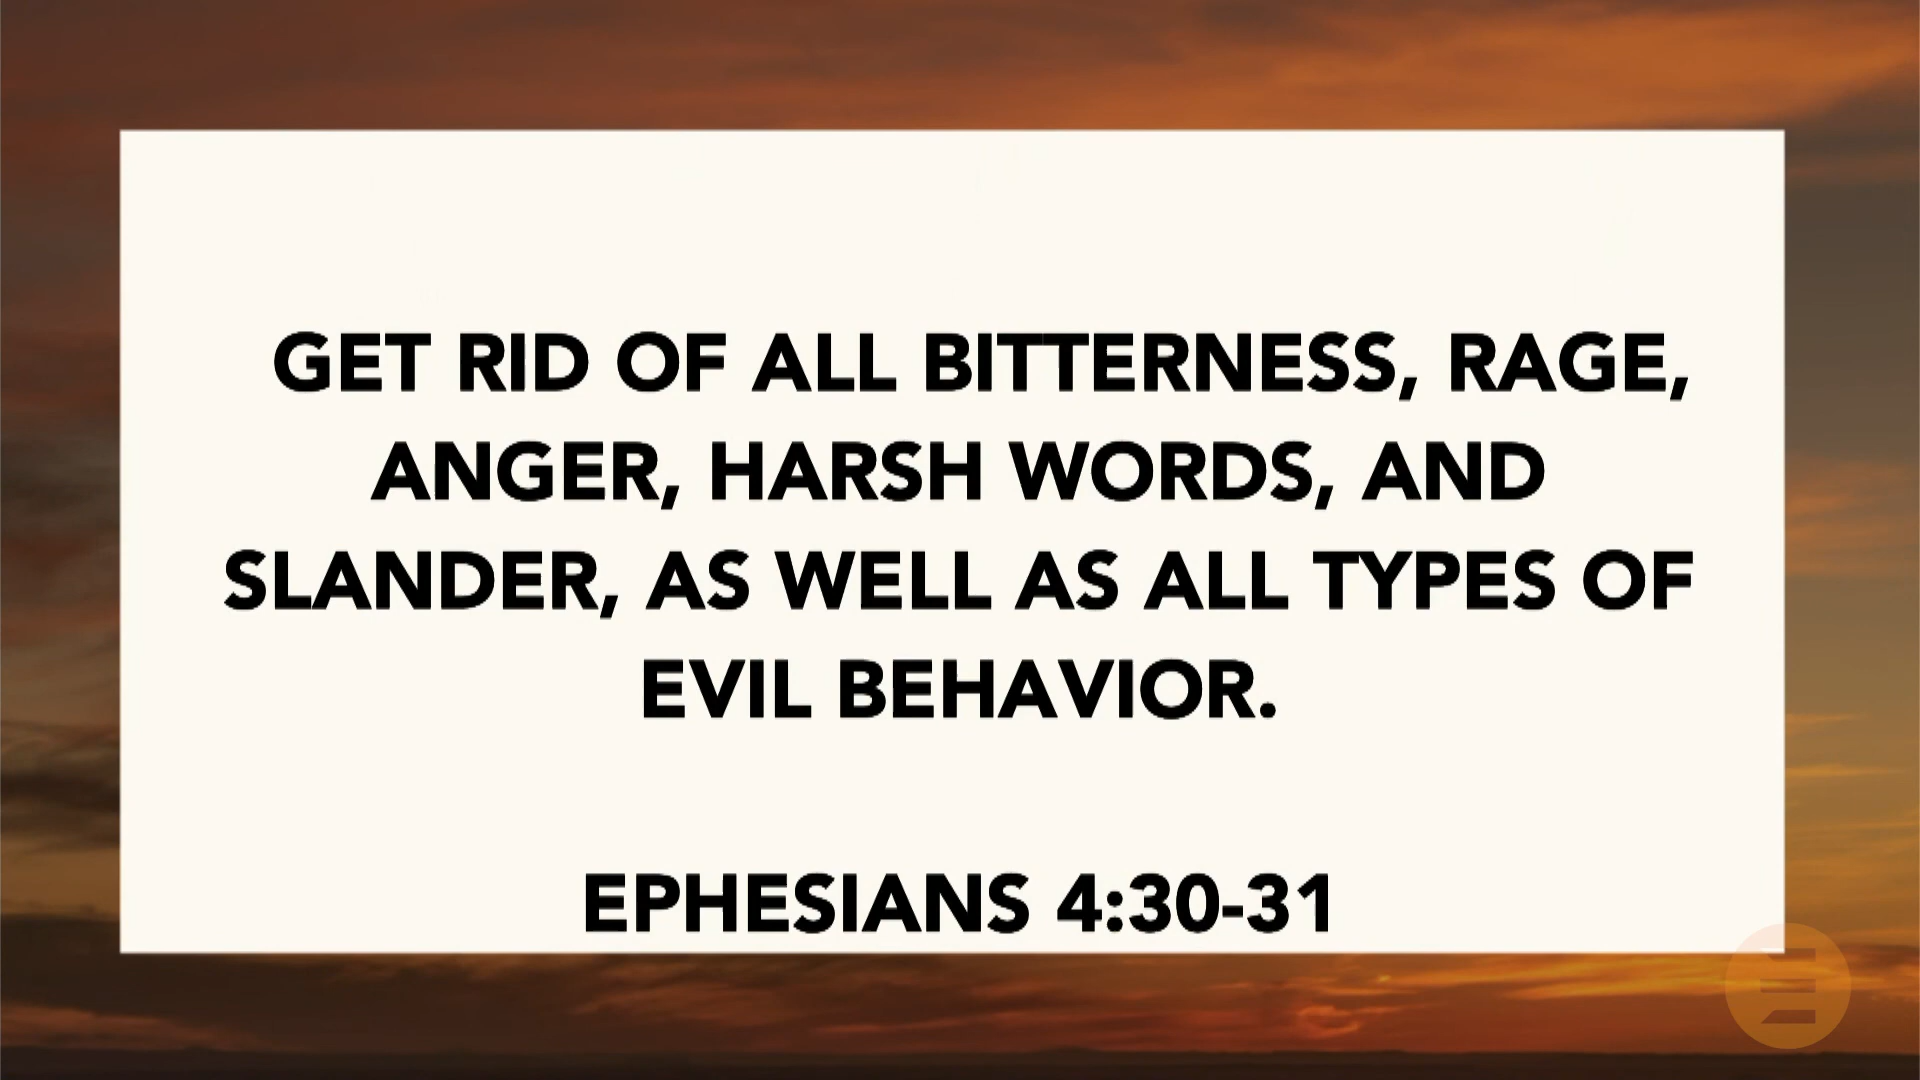 GET RID OF ALL BITTERNESS, RAGE,
ANGER, HARSH WORDS, AND
SLANDER, AS WELL AS ALL TYPES OF
EVIL BEHAVIOR.
EPHESIANS 4:30-31